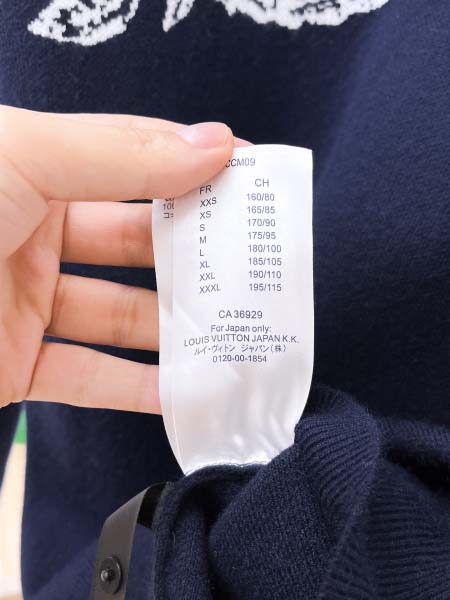 CCM09
FR CH
XXS 160/80
XS 165/85
S 170/90
M 175/95
L 180/100
XL 185/105
XXL 190/110
XXXL 195/115
CA 36929
For Japan only:
LOUIS VUITTON JAPAN K.K.
ルイ・ヴィトン ジャパン(株)
0120-00-1854